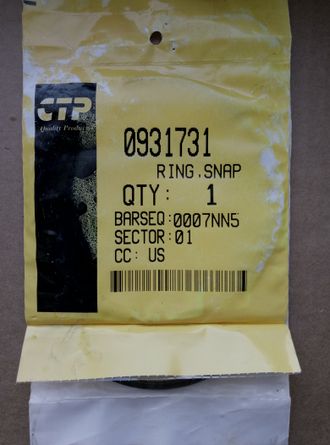 CTP
Quality Products
0931731
RING,SNAP
QTY: 1
BARSEQ:0007NN5
SECTOR:01
CC: US